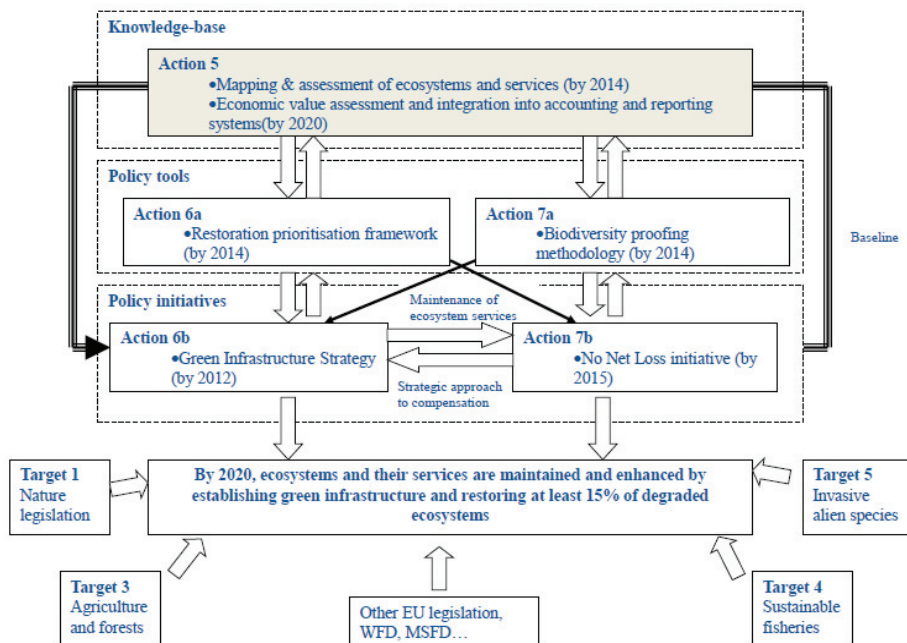 Knowledge-base
Action 5
•Mapping & assessment of ecosystems and services (by 2014)
•Economic value assessment and integration into accounting and reporting
systems(by 2020)
Policy tools
Action 6a
•Restoration prioritisation framework
(by 2014)
Action 7a
•Biodiversity proofing
methodology (by 2014)
Baseline
Policy initiatives
Maintenance of
ecosystem services
Action 6b
•Green Infrastructure Strategy
(by 2012)
Action 7b
•No Net Loss initiative (by
2015)
Strategic approach
to compensation
Target 1
Nature
legislation
By 2020, ecosystems and their services are maintained and enhanced by
establishing green infrastructure and restoring at least 15% of degraded
ecosystems
Target 5
Invasive
alien species
Target 3
Agriculture
and forests
Other EU legislation,
WFD, MSFD…
Target 4
Sustainable
fisheries